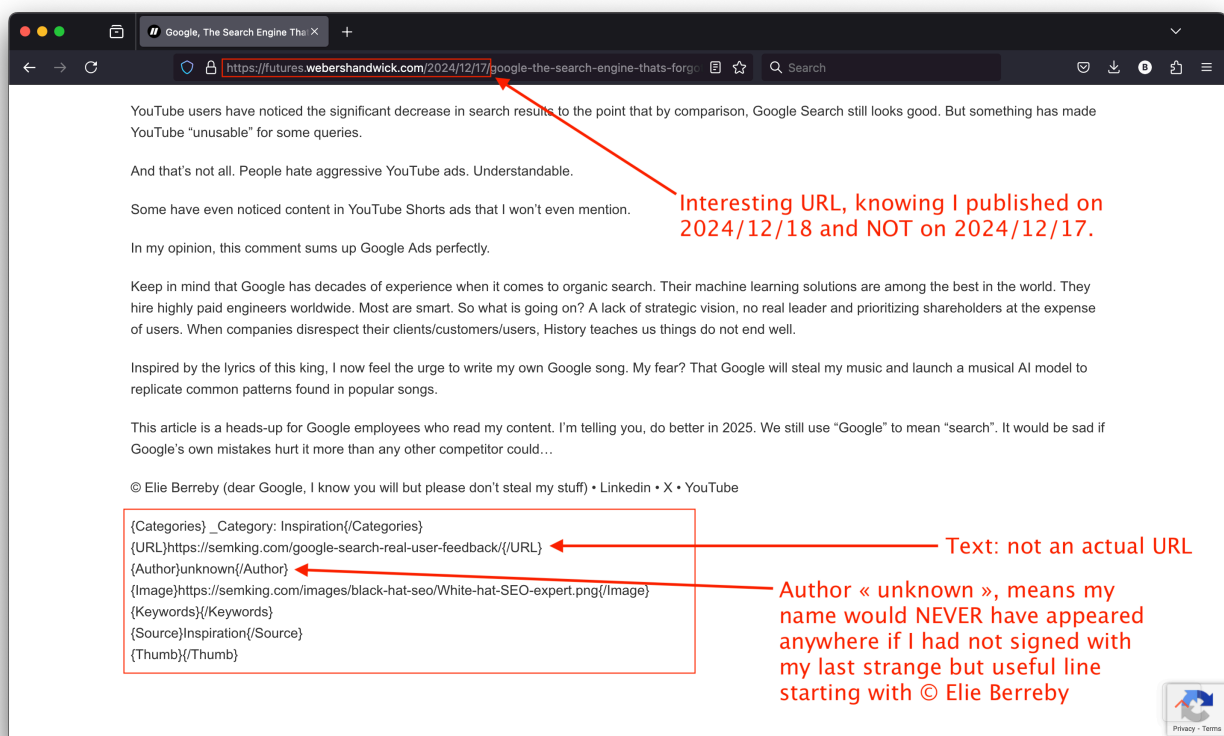 Google, The Search Engine Tha
https://futures.webershandwick.com/2024/12/17/google-the-search-engine-thats-forgo
Search
B
YouTube users have noticed the significant decrease in search results to the point that by comparison, Google Search still looks good. But something has made
YouTube “unusable” for some queries.
And that’s not all. People hate aggressive YouTube ads. Understandable.
Some have even noticed content in YouTube Shorts ads that I won’t even mention.
Interesting URL, knowing I published on
2024/12/18 and NOT on 2024/12/17.
In my opinion, this comment sums up Google Ads perfectly.
Keep in mind that Google has decades of experience when it comes to organic search. Their machine learning solutions are among the best in the world. They
hire highly paid engineers worldwide. Most are smart. So what is going on? A lack of strategic vision, no real leader and prioritizing shareholders at the expense
of users. When companies disrespect their clients/customers/users, History teaches us things do not end well.
Inspired by the lyrics of this king, I now feel the urge to write my own Google song. My fear? That Google will steal my music and launch a musical AI model to
replicate common patterns found in popular songs.
This article is a heads-up for Google employees who read my content. I’m telling you, do better in 2025. We still use “Google” to mean “search”. It would be sad if
Google’s own mistakes hurt it more than any other competitor could…
© Elie Berreby (dear Google, I know you will but please don’t steal my stuff) • Linkedin • X • YouTube
{Categories} _Category: Inspiration{/Categories}
{URL}https://semking.com/google-search-real-user-feedback/{/URL}
{Author}unknown{/Author}
{Image}https://semking.com/images/black-hat-seo/White-hat-SEO-expert.png{/Image}
{Keywords}{/Keywords}
{Source}Inspiration{/Source}
{Thumb}{/Thumb}
Text: not an actual URL
Author « unknown », means my
name would NEVER have appeared
anywhere if I had not signed with
my last strange but useful line
starting with © Elie Berreby
Privacy - Terms